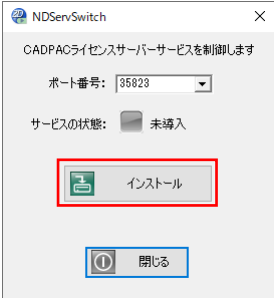 NDServSwitch
CADPACライセンスサーバーサービスを制御します
ポート番号: 35823
サービスの状態: 未導入
インストール
閉じる